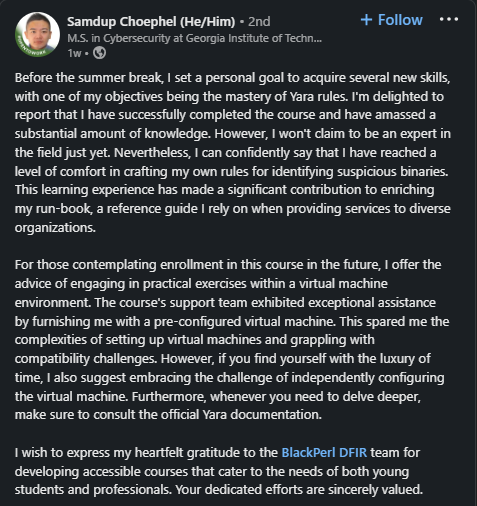 Samdup Choephel (He/Him) • 2nd
+ Follow
M.S. in Cybersecurity at Georgia Institute of Techn...
1w •
Before the summer break, I set a personal goal to acquire several new skills,
with one of my objectives being the mastery of Yara rules. I'm delighted to
report that I have successfully completed the course and have amassed a
substantial amount of knowledge. However, I won't claim to be an expert in
the field just yet. Nevertheless, I can confidently say that I have reached a
level of comfort in crafting my own rules for identifying suspicious binaries.
This learning experience has made a significant contribution to enriching
my run-book, a reference guide I rely on when providing services to diverse
organizations.
For those contemplating enrollment in this course in the future, I offer the
advice of engaging in practical exercises within a virtual machine
environment. The course's support team exhibited exceptional assistance
by furnishing me with a pre-configured virtual machine. This spared me the
complexities of setting up virtual machines and grappling with
compatibility challenges. However, if you find yourself with the luxury of
time, I also suggest embracing the challenge of independently configuring
the virtual machine. Furthermore, whenever you need to delve deeper,
make sure to consult the official Yara documentation.
I wish to express my heartfelt gratitude to the BlackPerl DFIR team for
developing accessible courses that cater to the needs of both young
students and professionals. Your dedicated efforts are sincerely valued.